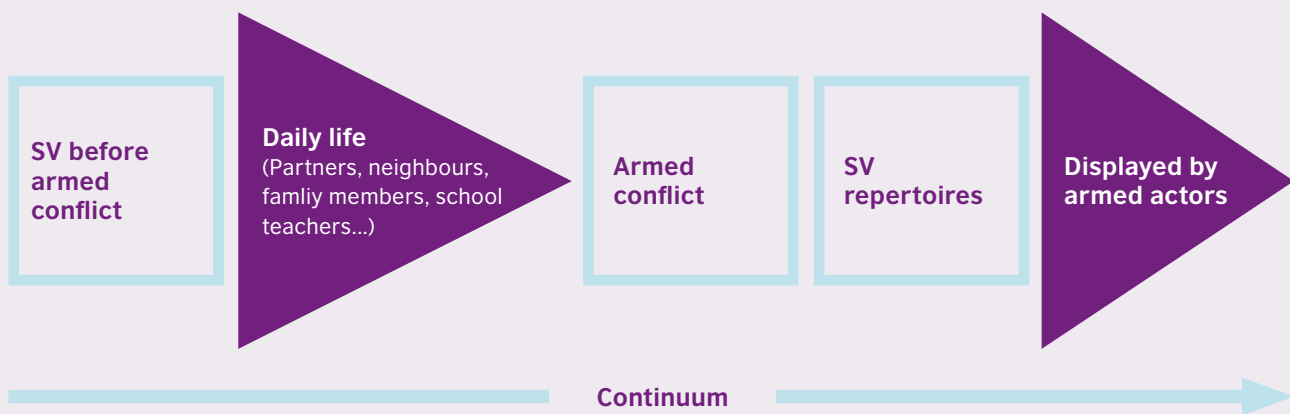 SV before
armed
conflict
Daily life
(Partners, neighbours,
famliy members, school
teachers...)
Armed
conflict
SV
repertoires
Displayed by
armed actors
Continuum